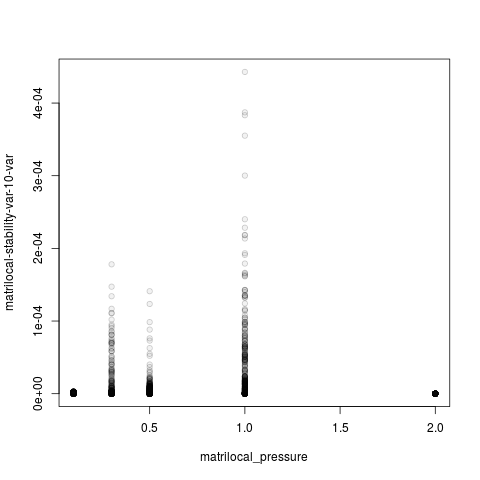 matrilocal-stability-var-10-var
4e-04
3e-04
2e-04
1e-04
0e+00
0.5
1.0
1.5
2.0
matrilocal_pressure